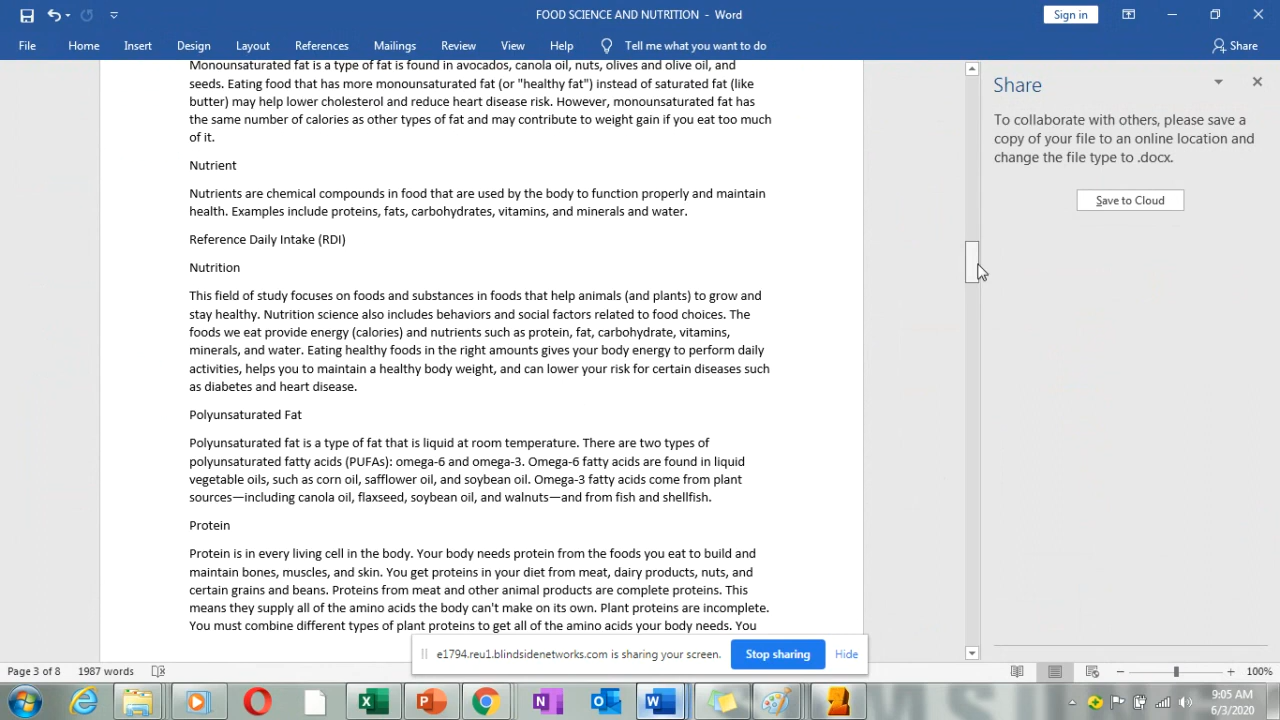 FOOD SCIENCE AND NUTRITION - Word
Sign in
File
Home
Insert
Design
Layout
References
Mailings
Review
View
Help
Tell me what you want to do
Share
Monounsaturated fat is a type of fat is found in avocados, canola oil, nuts, olives and olive oil, and
seeds. Eating food that has more monounsaturated fat (or "healthy fat") instead of saturated fat (like
butter) may help lower cholesterol and reduce heart disease risk. However, monounsaturated fat has
the same number of calories as other types of fat and may contribute to weight gain if you eat too much
of it.
Nutrient
Nutrients are chemical compounds in food that are used by the body to function properly and maintain
health. Examples include proteins, fats, carbohydrates, vitamins, and minerals and water.
Reference Daily Intake (RDI)
Nutrition
This field of study focuses on foods and substances in foods that help animals (and plants) to grow and
stay healthy. Nutrition science also includes behaviors and social factors related to food choices. The
foods we eat provide energy (calories) and nutrients such as protein, fat, carbohydrate, vitamins,
minerals, and water. Eating healthy foods in the right amounts gives your body energy to perform daily
activities, helps you to maintain a healthy body weight, and can lower your risk for certain diseases such
as diabetes and heart disease.
Polyunsaturated Fat
Polyunsaturated fat is a type of fat that is liquid at room temperature. There are two types of
polyunsaturated fatty acids (PUFAs): omega-6 and omega-3. Omega-6 fatty acids are found in liquid
vegetable oils, such as corn oil, safflower oil, and soybean oil. Omega-3 fatty acids come from plant
sources—including canola oil, flaxseed, soybean oil, and walnuts—and from fish and shellfish.
Protein
Protein is in every living cell in the body. Your body needs protein from the foods you eat to build and
maintain bones, muscles, and skin. You get proteins in your diet from meat, dairy products, nuts, and
certain grains and beans. Proteins from meat and other animal products are complete proteins. This
means they supply all of the amino acids the body can't make on its own. Plant proteins are incomplete.
You must combine different types of plant proteins to get all of the amino acids your body needs. You
Share
To collaborate with others, please save a
copy of your file to an online location and
change the file type to .docx.
Save to Cloud
e1794.reu1.blindsidenetworks.com is sharing your screen.
Stop sharing
Hide
Page 3 of 8
1987 words
100%
9:05 AM
6/3/2020